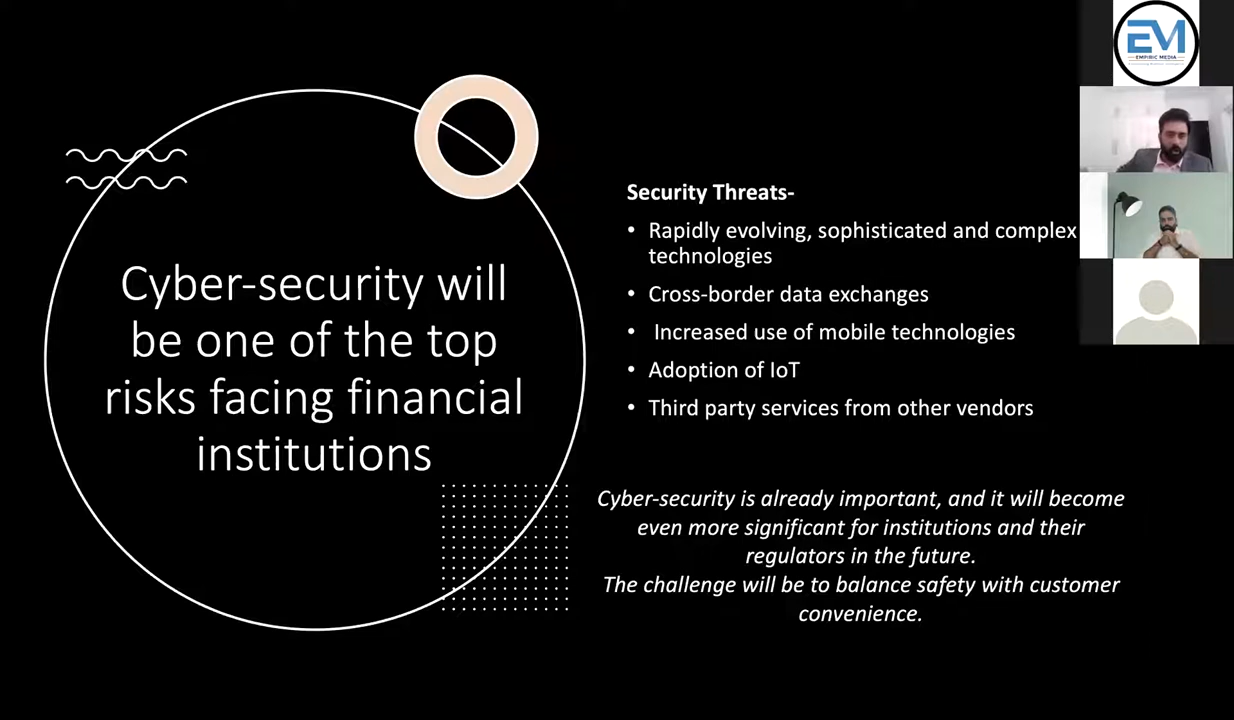 Cyber-security will
be one of the top
risks facing financial
institutions
Security Threats-
• Rapidly evolving, sophisticated and complex
technologies
• Cross-border data exchanges
• Increased use of mobile technologies
• Adoption of IoT
• Third party services from other vendors
Cyber-security is already important, and it will become
even more significant for institutions and their
regulators in the future.
The challenge will be to balance safety with customer
convenience.
EM
EMPIRIC MEDIA